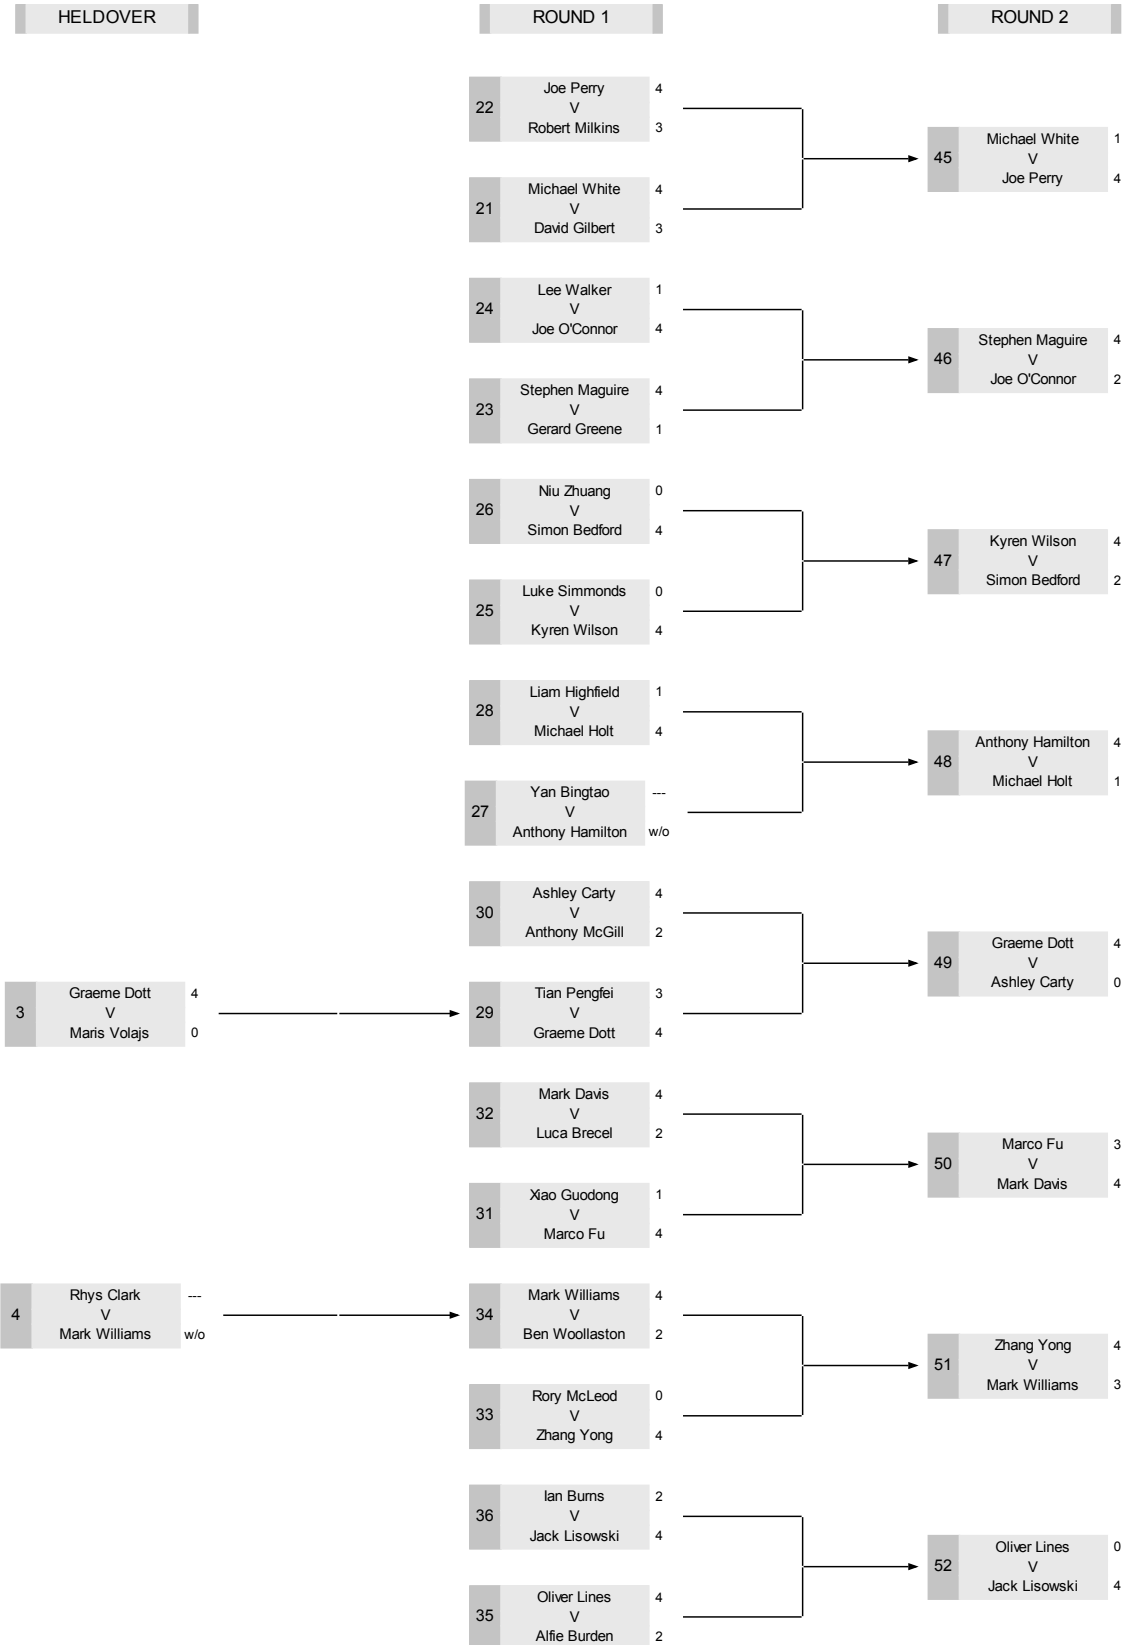 HELDOVER
ROUND 1
ROUND 2
22
Joe Perry 4
V
Robert Milkins 3
21
Michael White 4
V
David Gilbert 3
45
Michael White 1
V
Joe Perry 4
24
Lee Walker 1
V
Joe O'Connor 4
23
Stephen Maguire 4
V
Gerard Greene 1
46
Stephen Maguire 4
V
Joe O'Connor 2
26
Niu Zhuang 0
V
Simon Bedford 4
25
Luke Simmonds 0
V
Kyren Wilson 4
47
Kyren Wilson 4
V
Simon Bedford 2
28
Liam Highfield 1
V
Michael Holt 4
27
Yan Bingtao ---
V
Anthony Hamilton w/o
48
Anthony Hamilton 4
V
Michael Holt 1
30
Ashley Carty 4
V
Anthony McGill 2
3
Graeme Dott 4
V
Maris Volajs 0
29
Tian Pengfei 3
V
Graeme Dott 4
49
Graeme Dott 4
V
Ashley Carty 0
32
Mark Davis 4
V
Luca Brecel 2
31
Xiao Guodong 1
V
Marco Fu 4
50
Marco Fu 3
V
Mark Davis 4
4
Rhys Clark ---
V
Mark Williams w/o
34
Mark Williams 4
V
Ben Woollaston 2
33
Rory McLeod 0
V
Zhang Yong 4
51
Zhang Yong 4
V
Mark Williams 3
36
Ian Burns 2
V
Jack Lisowski 4
35
Oliver Lines 4
V
Alfie Burden 2
52
Oliver Lines 0
V
Jack Lisowski 4